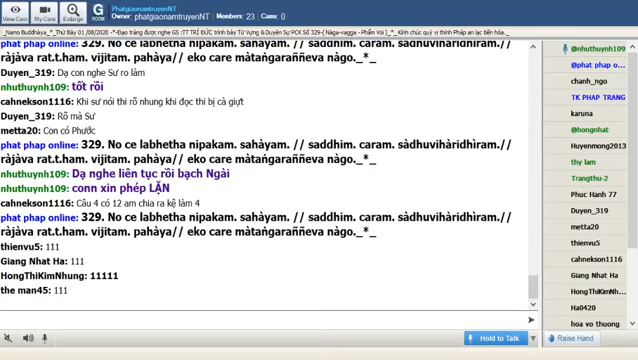 View Cam
My Cam
Enlarge
G
ROOM
PhatgiaonamtruyenNT
Owner: phatgiaonamtruyenNT | Members: 23 | Cams: 0
_Namo Buddhàya_*_Thứ Bảy 01 /08 /2020 - *Đạo tràng được nghe GS :TT TRÍ ĐỨC trình bày Từ Vựng & Duyên Sự PCX Số 329-[ Nàga-vagga - Phẩm Voi ]_* Kính chúc quý vị thính Pháp an lạc tiến hóa._
phat phap online: 329. No ce labhetha nipakam. sahàyam. // saddhim. caram. sàdhuvihàridhìram.//
ràjàva rat.t.ham. vijitam. pahàya// eko care màtaṅgaraññeva nàgo._*_
Duyen_319: Dạ con nghe Sư ro làm
nhuthuynh109: tốt rồi
cahnekson1116: Khi sư nói thì rõ nhưng khi đọc thì bị cà giựt
Duyen_319: Rõ mà Sư
metta20: Con có Phước
phat phap online: 329. No ce labhetha nipakam. sahàyam. // saddhim. caram. sàdhuvihàridhìram.//
ràjàva rat.t.ham. vijitam. pahàya// eko care màtaṅgaraññeva nàgo._*_
nhuthuynh109: Dạ nghe liên tục rồi bạch Ngài
nhuthuynh109: conn xin phép LẶN
cahnekson1116: Câu 4 có 12 am chia ra kệ làm 4
phat phap online: 329. No ce labhetha nipakam. sahàyam. // saddhim. caram. sàdhuvihàridhìram.//
ràjàva rat.t.ham. vijitam. pahàya// eko care màtaṅgaraññeva nàgo._*_
thienvu5: 111
Giang Nhat Ha: 111
HongThiKimNhung: 11111
the man45: 111
Hold to Talk
@nhuthuynh109
@phat phap o...
chanh_ngo
TK PHAP TRANG
karuna
@hongnhat
Huyenmong2013
thy lam
Trangthu-2
Phuc Hanh 77
Duyen_319
metta20
thienvu5
cahnekson1116
Giang Nhat Ha
HongThiKimNh...
Ha0420
hoa vo thuong
Raise Hand